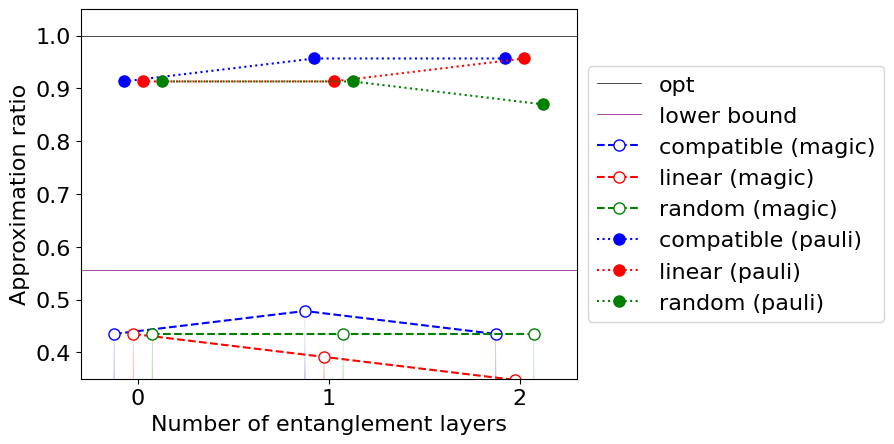 1.0
0.9
0.8
0.7
0.6
0.5
0.4
Approximation ratio
0
1
2
Number of entanglement layers
opt
lower bound
compatible (magic)
linear (magic)
random (magic)
compatible (pauli)
linear (pauli)
random (pauli)